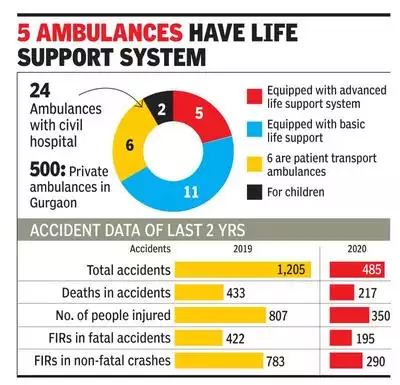 5 AMBULANCES HAVE LIFE
SUPPORT SYSTEM
24
Ambulances
with civil
hospital
500: Private
ambulances in
Gurgaon
2
5
6
11
Equipped with advanced
life support system
Equipped with basic
life support
6 are patient transport
ambulances
For children
ACCIDENT DATA OF LAST 2 YRS
Accidents 2019 2020
Total accidents 1,205 485
Deaths in accidents 433 217
No. of people injured 807 350
FIRs in fatal accidents 422 195
FIRs in non-fatal crashes 783 290